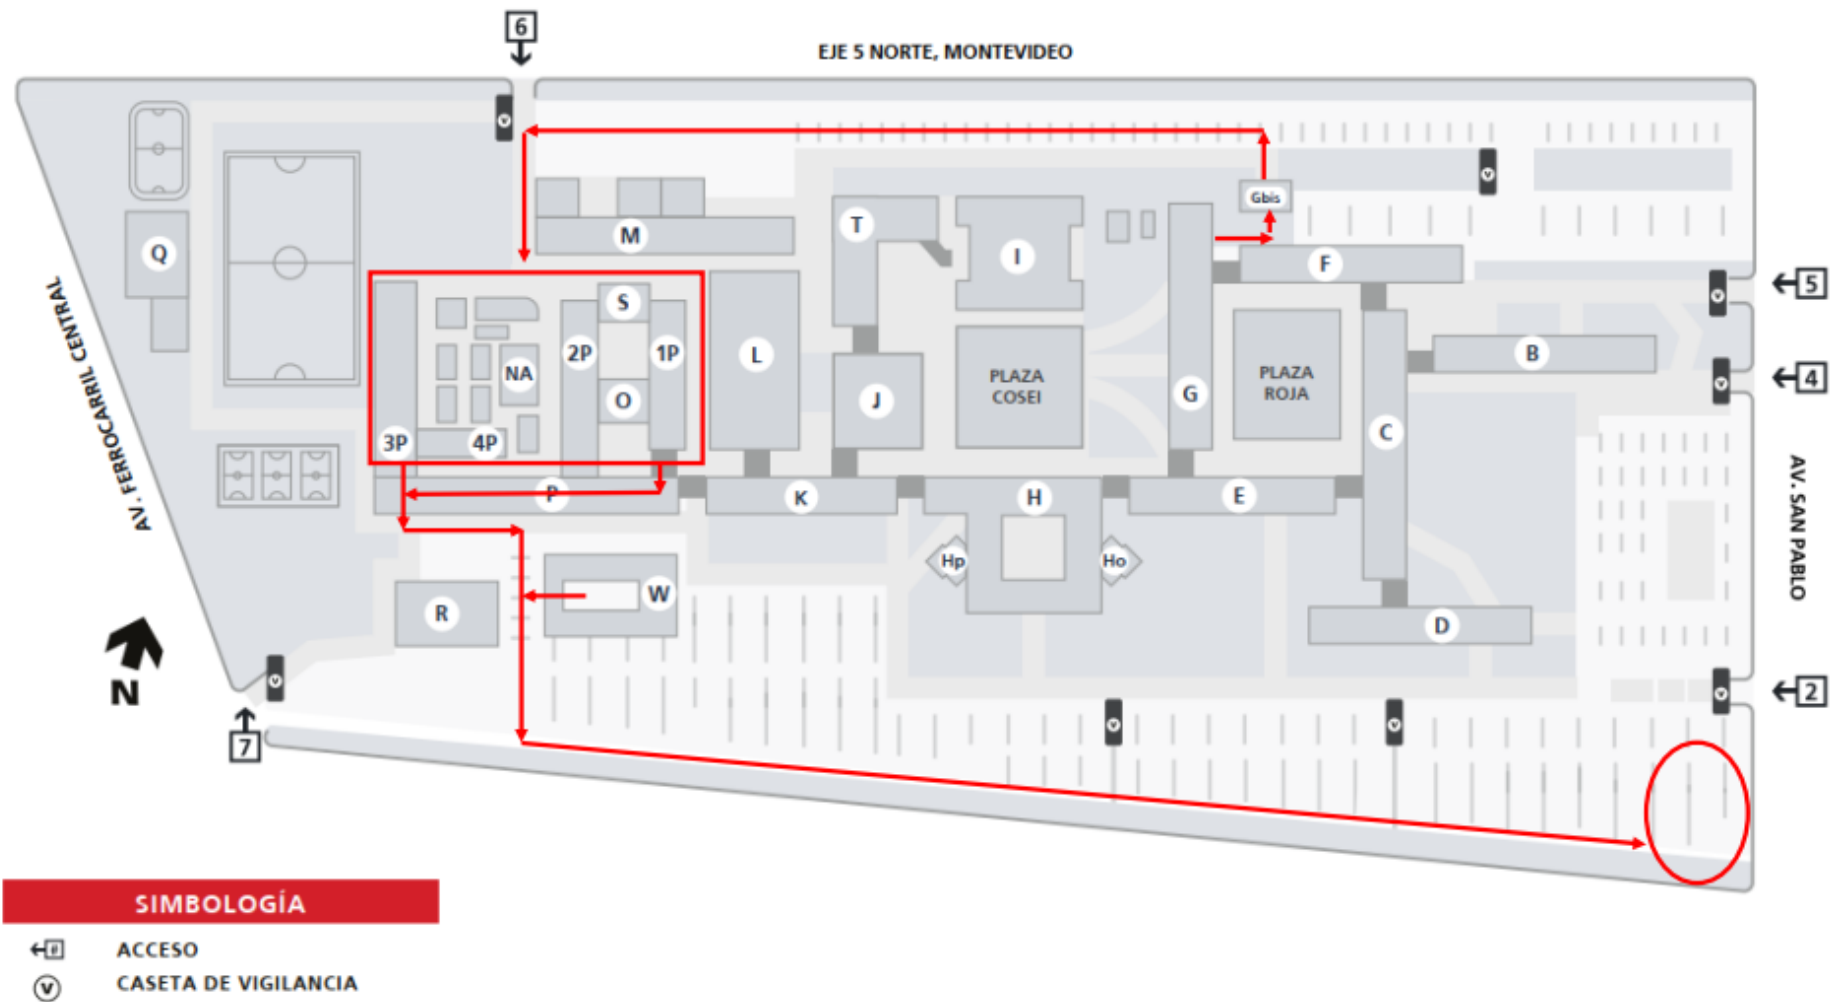 6
EJE 5 NORTE, MONTEVIDEO
Gbis
T
M
Q
I
F
5
S
AV. FERROCARRIL CENTRAL
2P
1P
L
B
NA
PLAZA
COSEI
PLAZA
ROJA
4
O
J
G
C
3P
4P
P
K
H
E
AV. SAN PABLO
Hp
Ho
W
R
D
N
2
7
V
V
V
V
V
V
V
V
SIMBOLOGÍA
#
ACCESO
V
CASETA DE VIGILANCIA